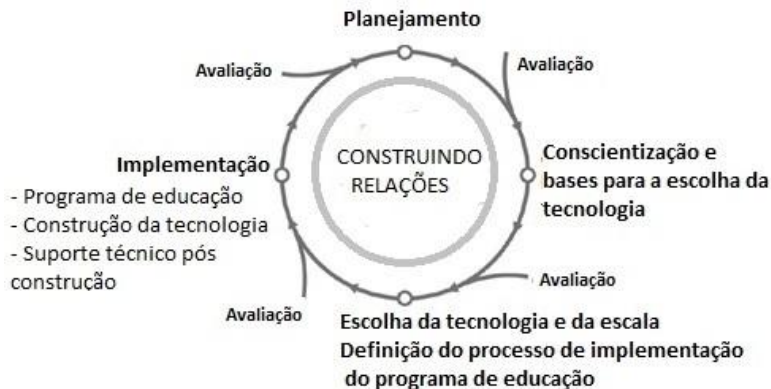 Planejamento
Avaliação
Avaliação
Implementação
- Programa de educação
- Construção da tecnologia
- Suporte técnico pós
construção
CONSTRUINDO
RELAÇÕES
Conscientização e
bases para a escolha da
tecnologia
Avaliação
Avaliação
Escolha da tecnologia e da escala
Definição do processo de implementação
do programa de educação